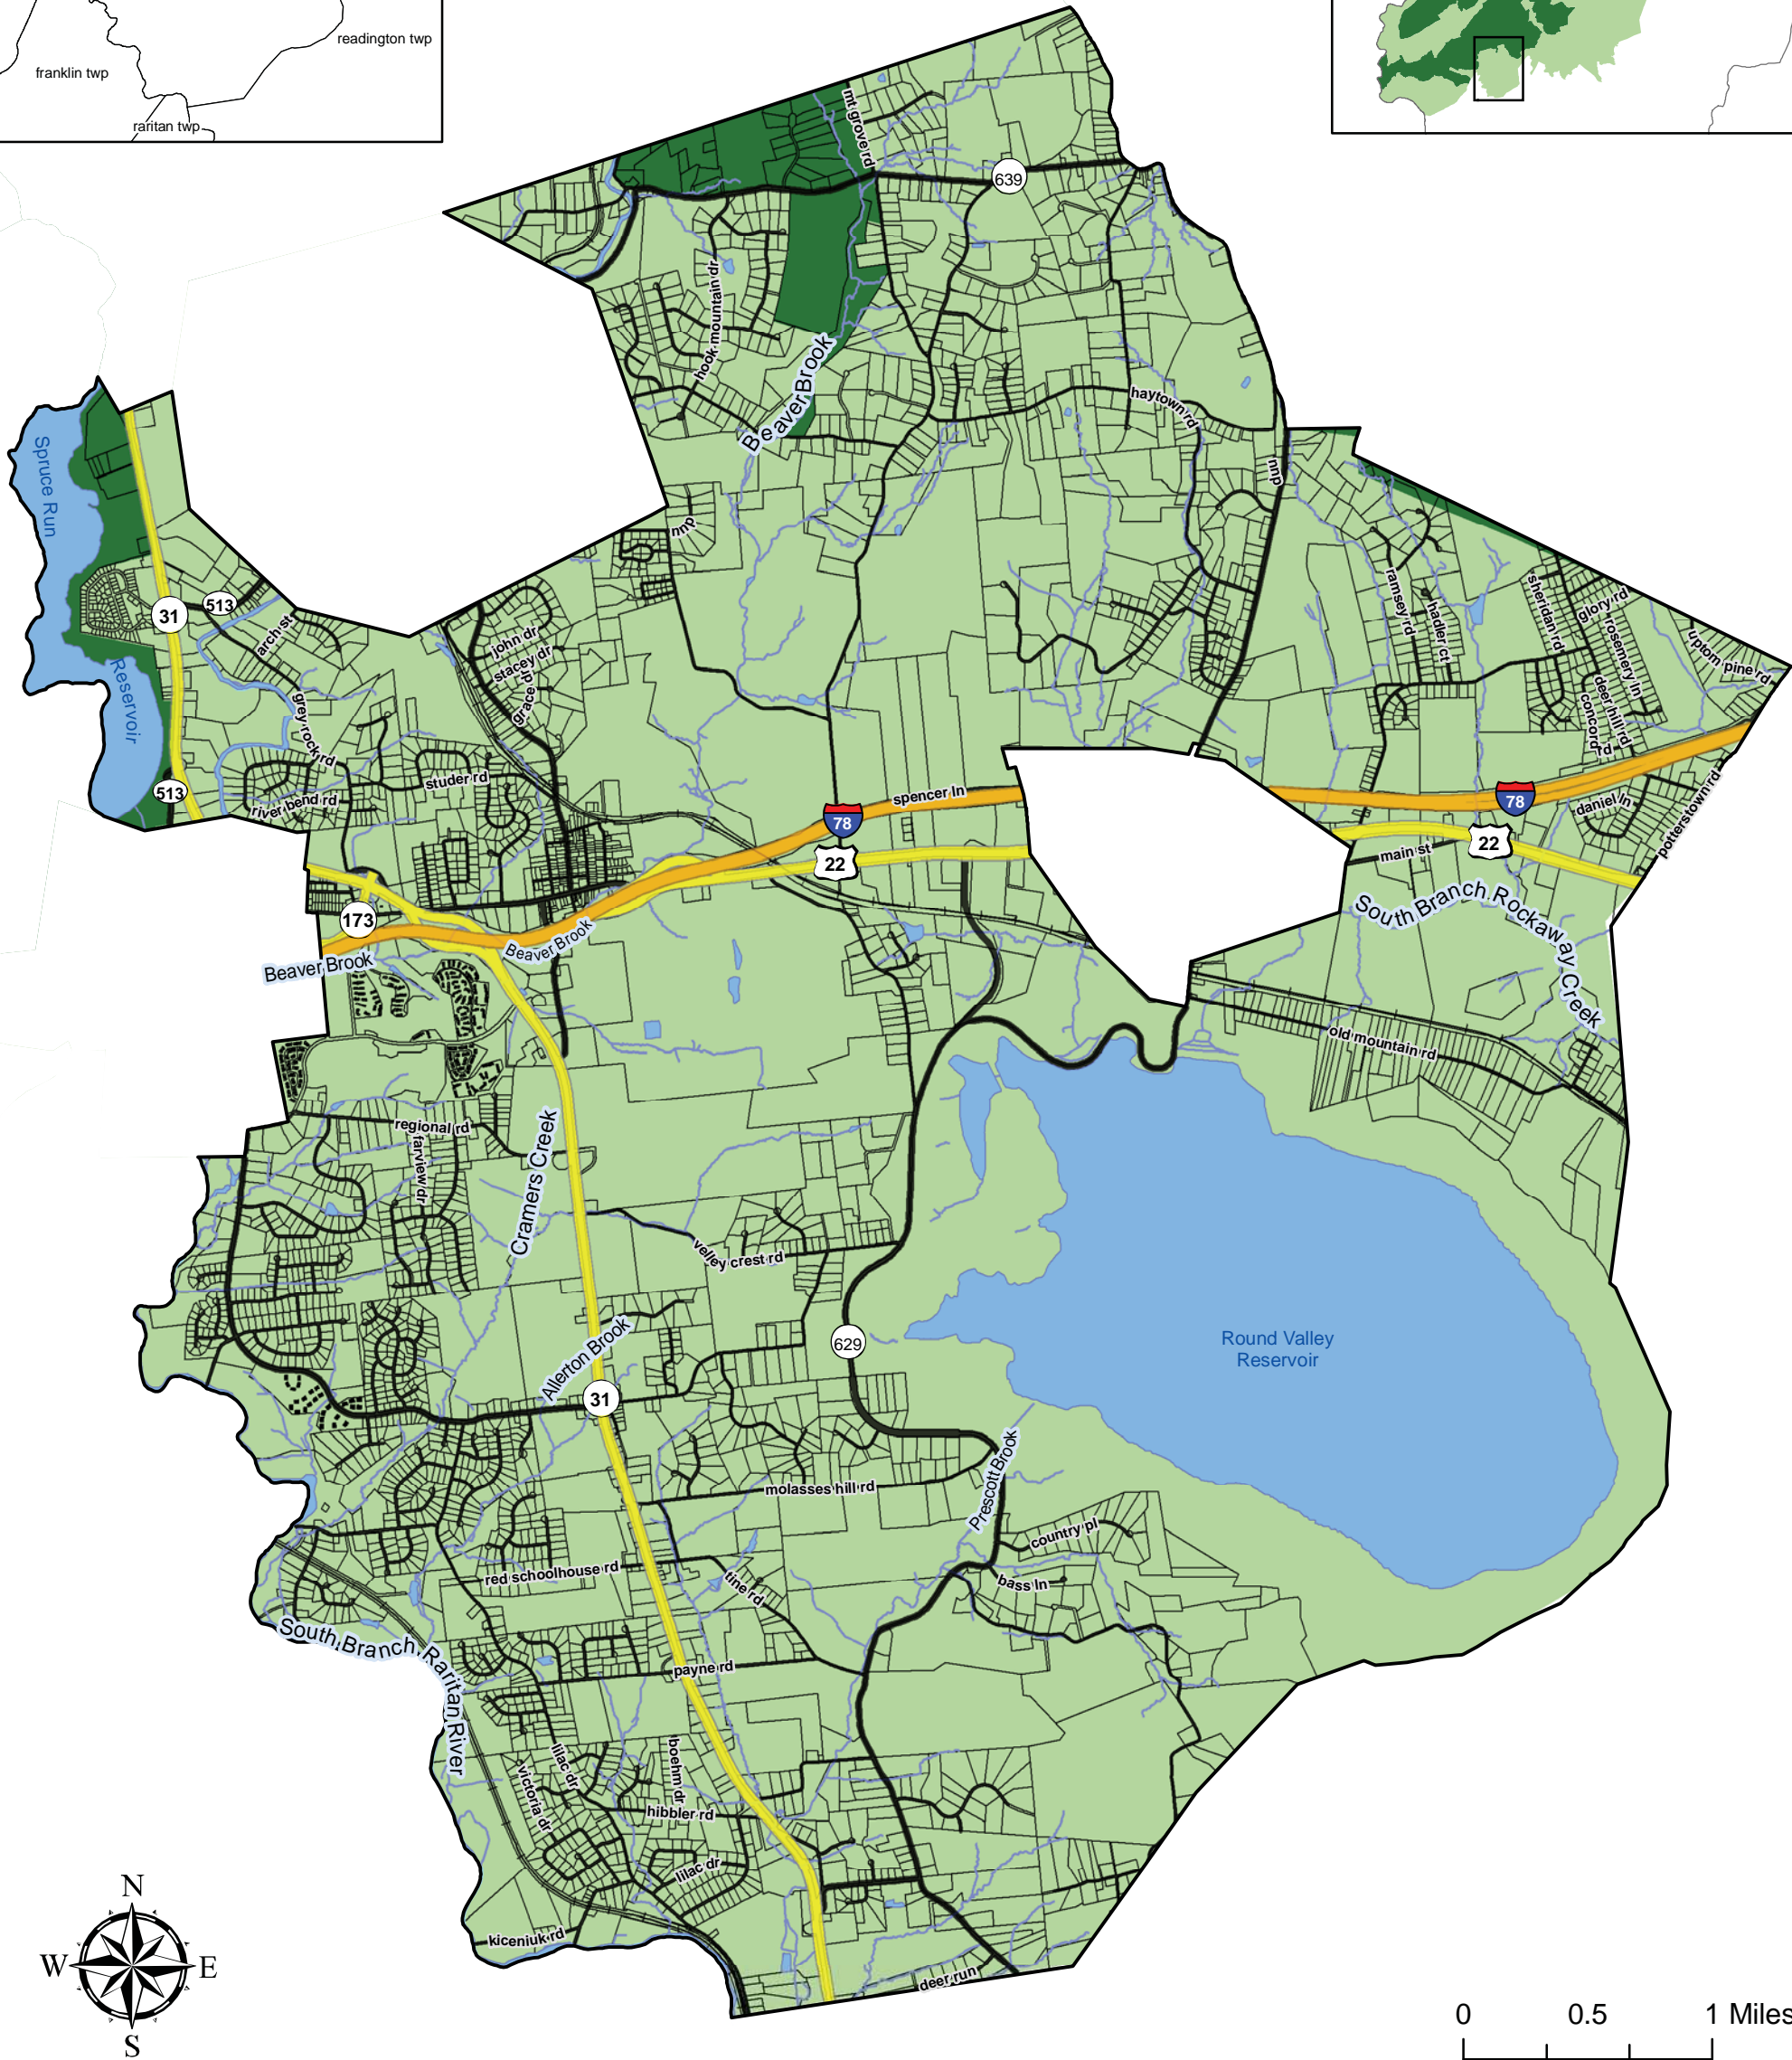 readington twp
franklin twp
raritan twp
mt grove rd
639
hook mountain dr
Beaver Brook
haytown rd
nnp
nnp
Spruce Run
Reservoir
31
513
arch st
john dr
stacey dr
grace dr
grey rock rd
studer rd
river bend rd
513
ramsey rd
hadler ct
sheridan rd
glory rd
rosemery ln
deer hill rd
concord rd
uptom pine rd
spencer ln
78
22
78
22
daniel ln
potterstown rd
main st
173
Beaver Brook
Beaver Brook
South Branch Rockaway Creek
old mountain rd
regional rd
farview dr
Cramers Creek
velley crest rd
Allerton Brook
31
629
Round Valley
Reservoir
molasses hill rd
Prescott Brook
country pl
bass ln
red schoolhouse rd
tine rd
South Branch Raritan River
payne rd
lilac dr
victoria dr
boehm dr
hibbler rd
lilac dr
kiceniuk rd
deer run
N
W E
S
0 0.5 1 Miles